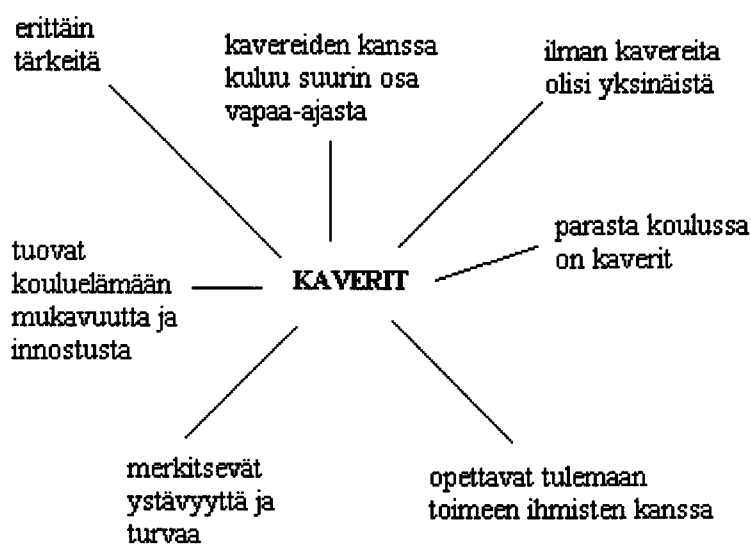 erittäin
tärkeitä
kavereiden kanssa
kuluu suurin osa
vapaa-ajasta
ilman kavereita
olisi yksinäistä
tuovat
kouluelämään
mukavuutta ja
innostusta
KAVERIT
parasta koulussa
on kaverit
merkitsevät
ystävyyttä ja
turvaa
opettavat tulemaan
toimeen ihmisten kanssa